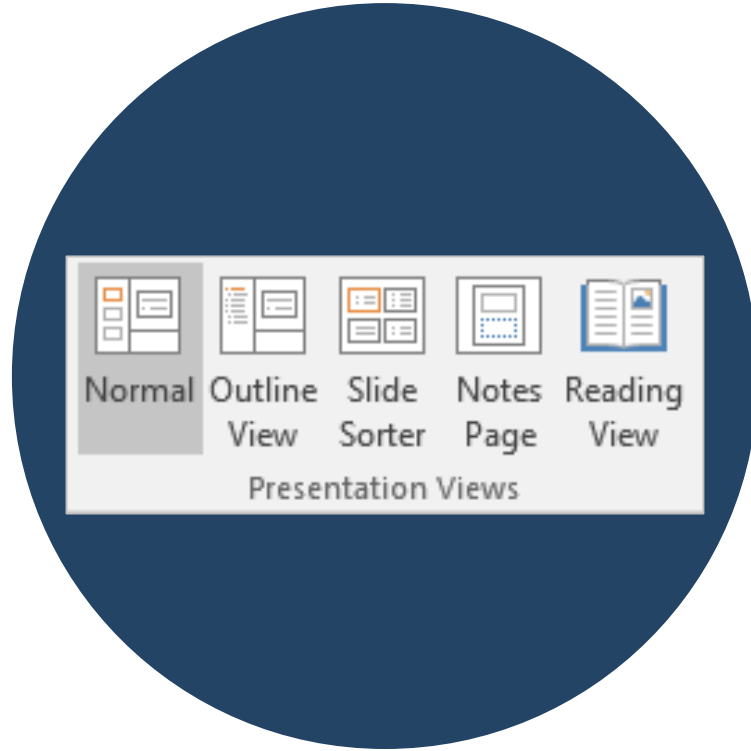 Normal Outline View Slide Sorter Notes Page Reading View
Presentation Views